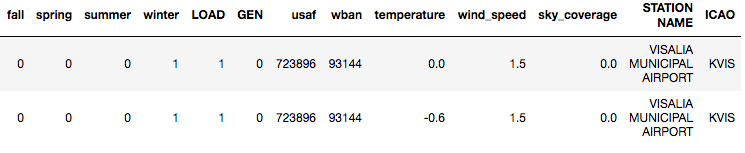 fall spring summer winter LOAD GEN usaf wban temperature wind_speed sky_coverage STATION NAME ICAO
0 0 0 1 1 0 723896 93144 0.0 1.5 0.0 VISALIA MUNICIPAL AIRPORT KVIS
0 0 0 1 1 0 723896 93144 -0.6 1.5 0.0 VISALIA MUNICIPAL AIRPORT KVIS